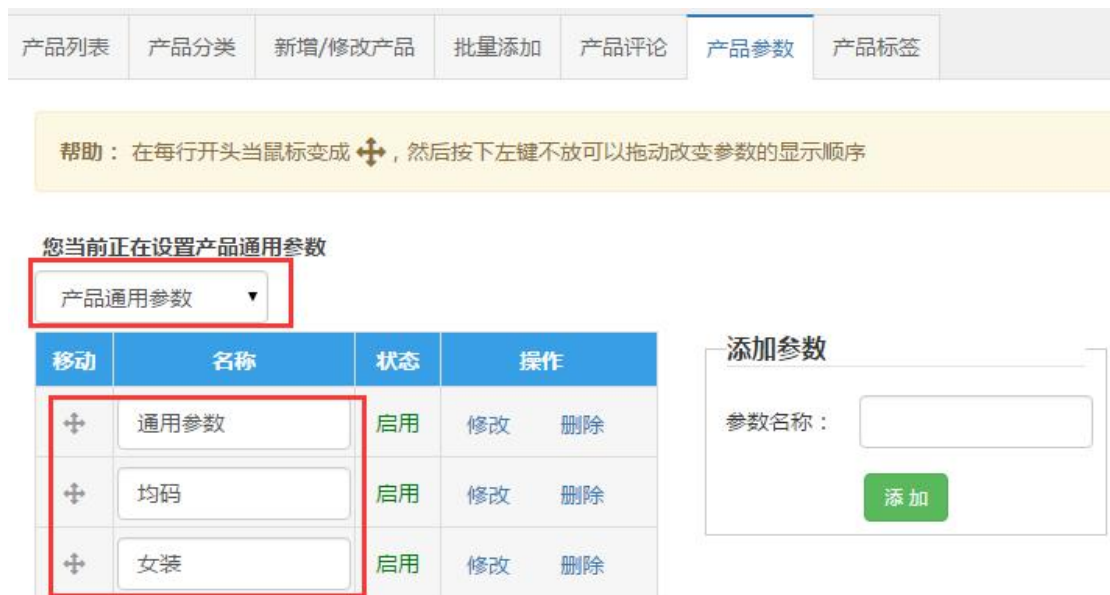 产品列表 产品分类 新增/修改产品 批量添加 产品评论 产品参数 产品标签
帮助：在每行开头当鼠标变成，然后按下左键不放可以拖动改变参数的显示顺序
您当前正在设置产品通用参数
产品通用参数
移动 名称 状态 操作
通用参数 启用 修改 删除
均码 启用 修改 删除
女装 启用 修改 删除
添加参数
参数名称：
添加